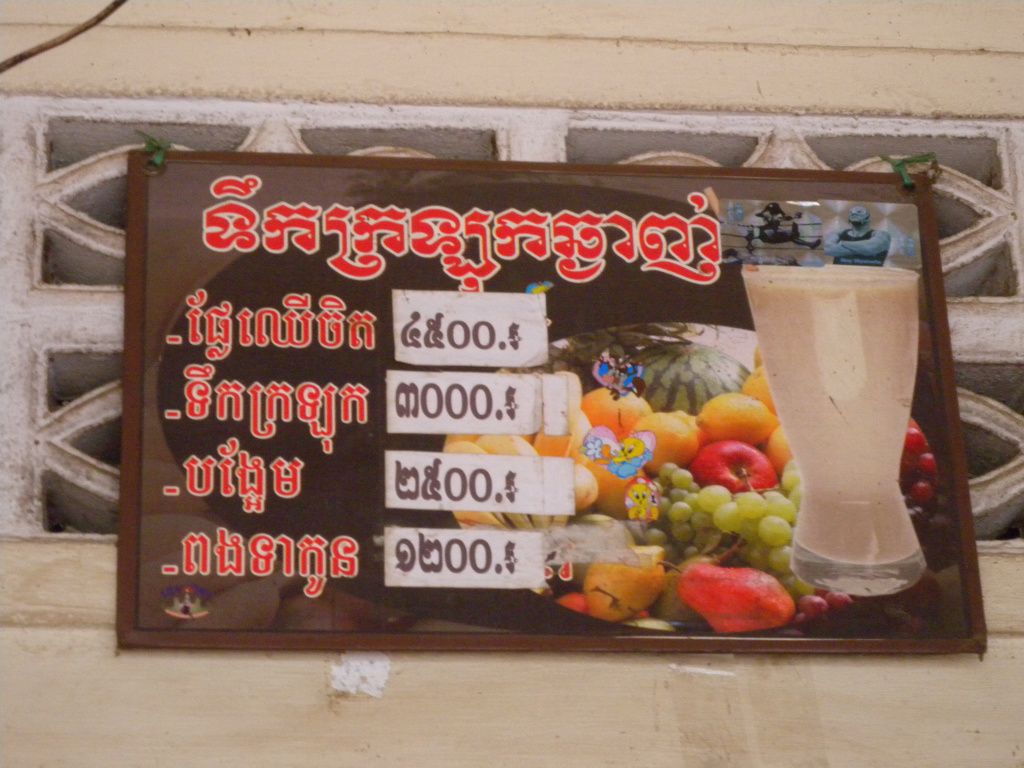 ទឹកក្រឡុកឆ្ងាញ់
-ផ្លែឈើចិត ៤៥០០.៛
-ទឹកក្រឡុក ៣០០០.៛
-បង្អែម ២៥០០.៛
-ពងទាកូន ១២០០.៛